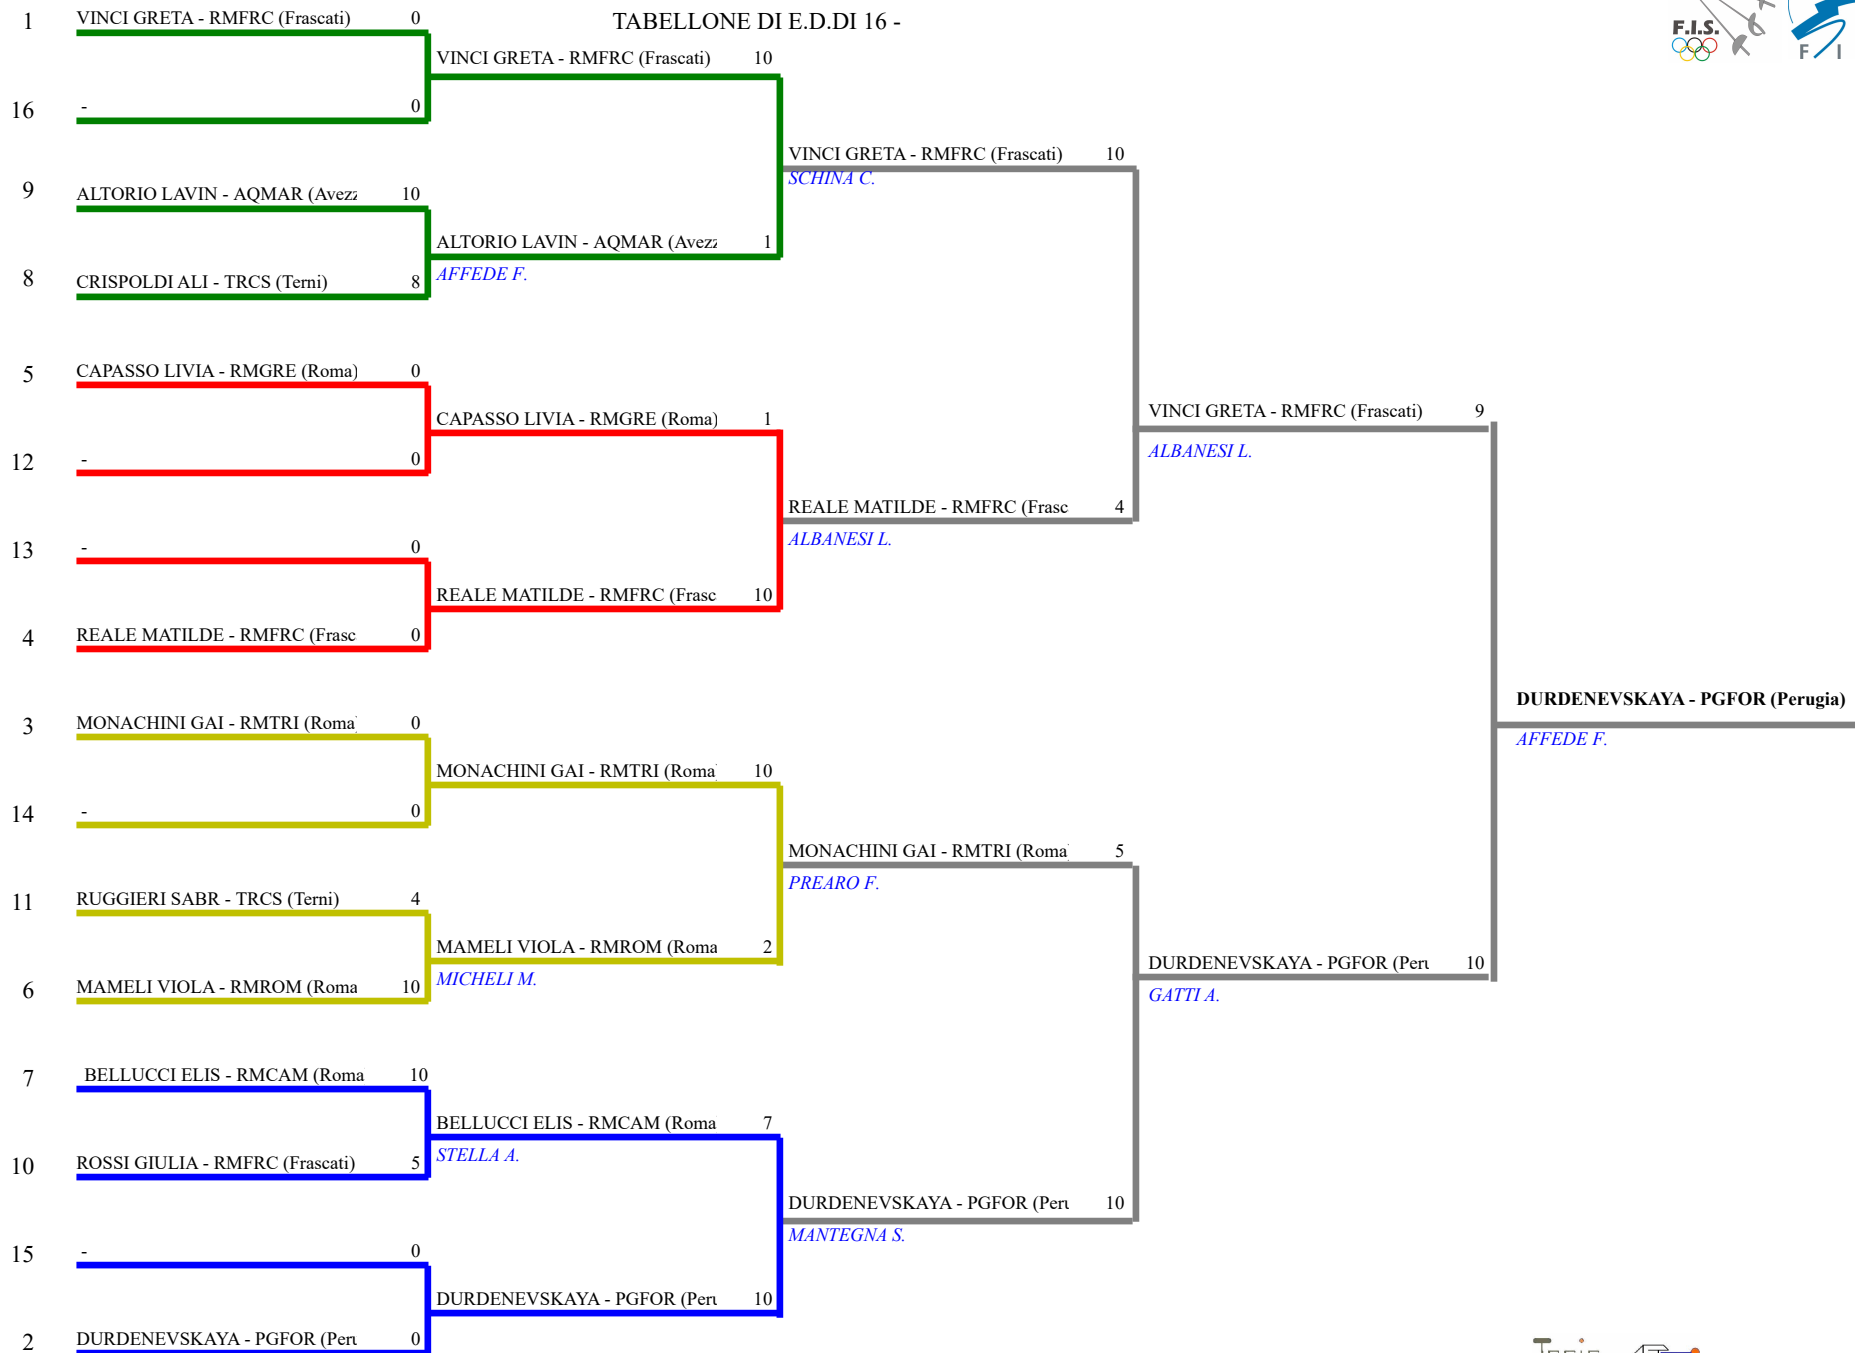 TABELLONE DI E.D.DI 16 -
F.I.S.
F I
1 VINCI GRETA - RMFRC (Frascati) 0
VINCI GRETA - RMFRC (Frascati) 10
16 - 0
VINCI GRETA - RMFRC (Frascati) 10
SCHINA C.
9 ALTORIO LAVIN - AQMAR (Avezz 10
ALTORIO LAVIN - AQMAR (Avezz 1
AFFEDE F.
8 CRISPOLDI ALI - TRCS (Terni) 8
5 CAPASSO LIVIA - RMGRE (Roma) 0
CAPASSO LIVIA - RMGRE (Roma) 1
VINCI GRETA - RMFRC (Frascati) 9
ALBANESI L.
12 - 0
REALE MATILDE - RMFRC (Frasc 4
ALBANESI L.
13 - 0
REALE MATILDE - RMFRC (Frasc 10
4 REALE MATILDE - RMFRC (Frasc 0
DURDENEVSKAYA - PGFOR (Perugia)
AFFEDE F.
3 MONACHINI GAI - RMTRI (Roma) 0
MONACHINI GAI - RMTRI (Roma) 10
14 - 0
MONACHINI GAI - RMTRI (Roma) 5
PREARO F.
11 RUGGIERI SABR - TRCS (Terni) 4
MAMELI VIOLA - RMROM (Roma 2
MICHELI M.
6 MAMELI VIOLA - RMROM (Roma 10
DURDENEVSKAYA - PGFOR (Peru 10
GATTI A.
7 BELLUCCI ELIS - RMCAM (Roma 10
BELLUCCI ELIS - RMCAM (Roma 7
STELLA A.
10 ROSSI GIULIA - RMFRC (Frascati) 5
DURDENEVSKAYA - PGFOR (Peru 10
MANTEGNA S.
15 - 0
DURDENEVSKAYA - PGFOR (Peru 10
2 DURDENEVSKAYA - PGFOR (Peru 0